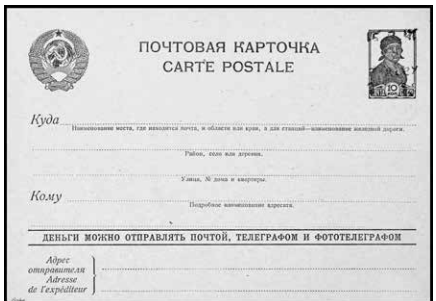 ПОЧТОВАЯ КАРТОЧКА
CARTE POSTALE
10
Куда
Наименование места, где находится почта, и области или края, а для станций—наименование железной дороги.
Район, село или деревня.
Улица, № дома и квартиры.
Кому
Подробное наименование адресата.
ДЕНЬГИ МОЖНО ОТПРАВЛЯТЬ ПОЧТОЙ, ТЕЛЕГРАФОМ И ФОТОТЕЛЕГРАФОМ
Адрес
отправителя
Adresse
de l'expéditeur